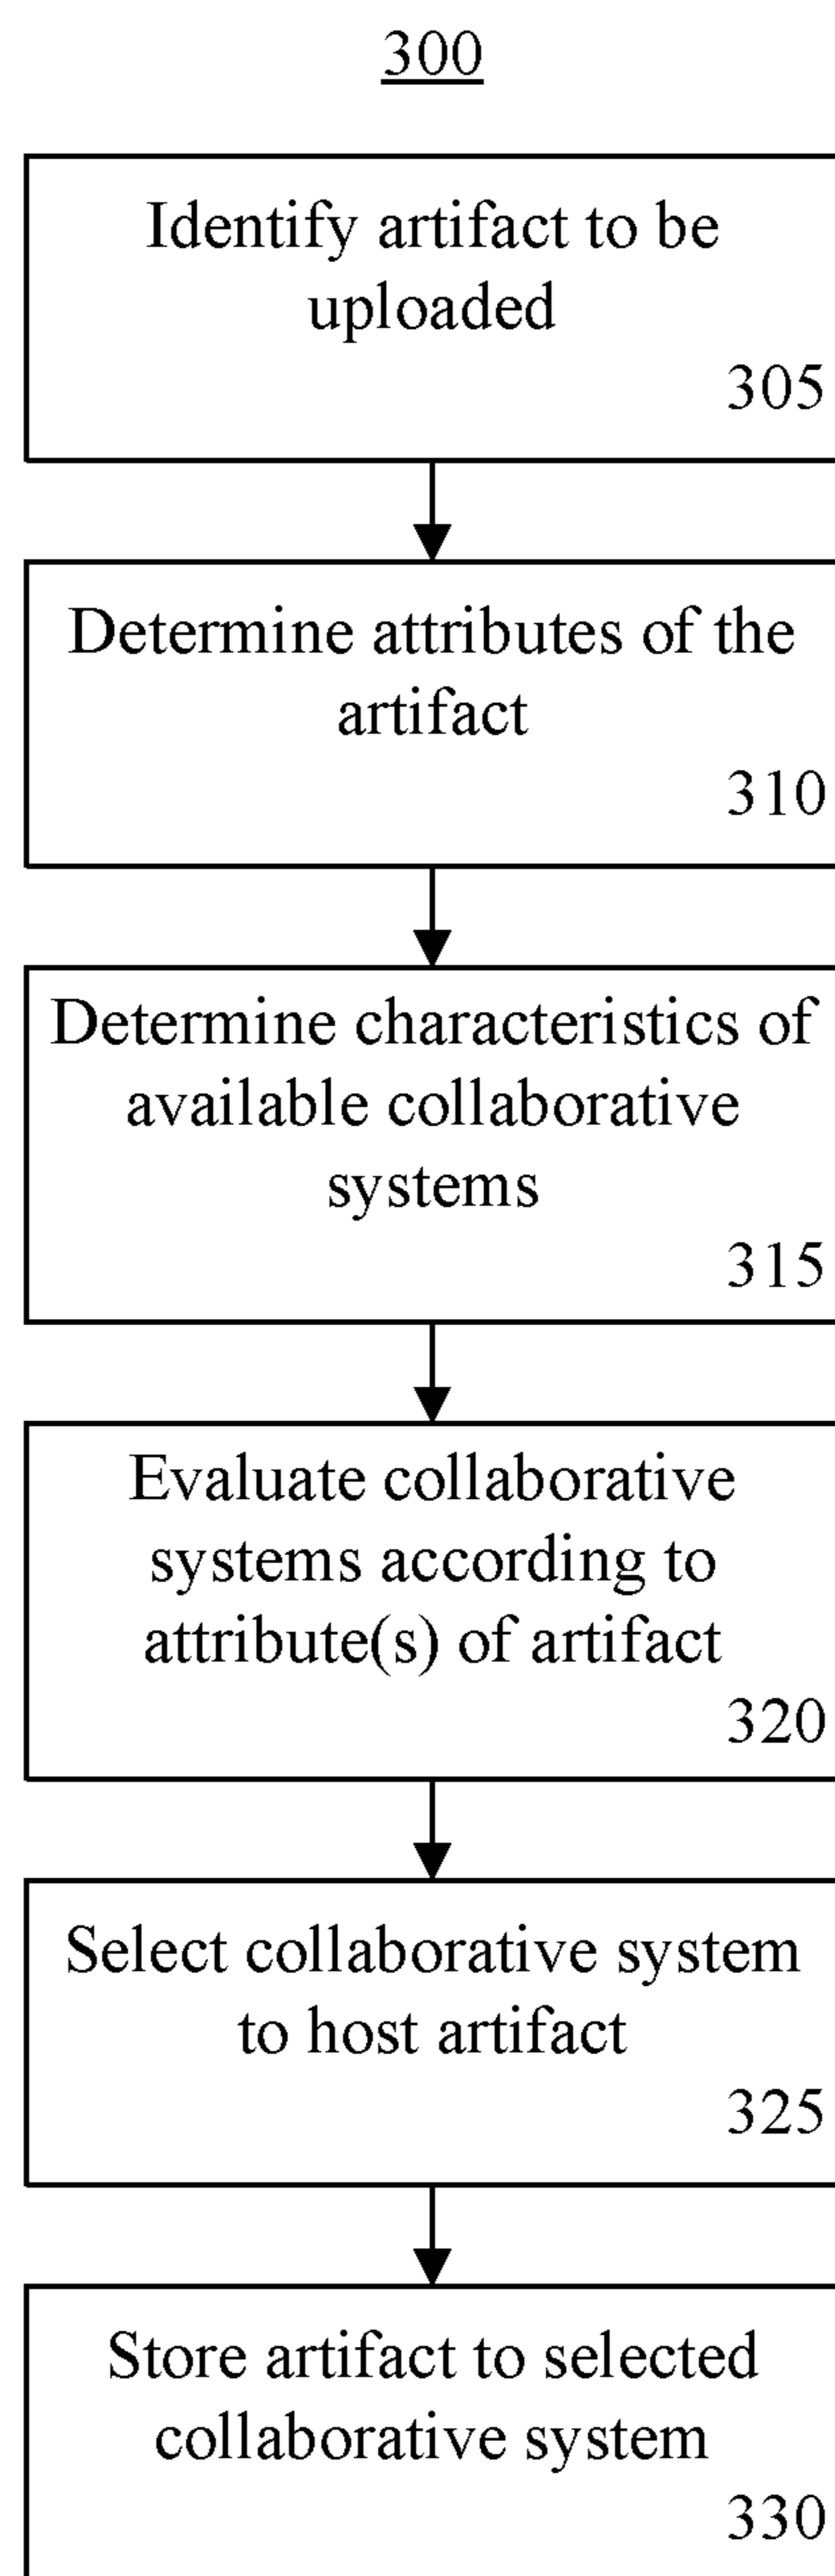 300
Identify artifact to be
uploaded
305
Determine attributes of the
artifact
310
Determine characteristics of
available collaborative
systems
315
Evaluate collaborative
systems according to
attribute(s) of artifact
320
Select collaborative system
to host artifact
325
Store artifact to selected
collaborative system
330